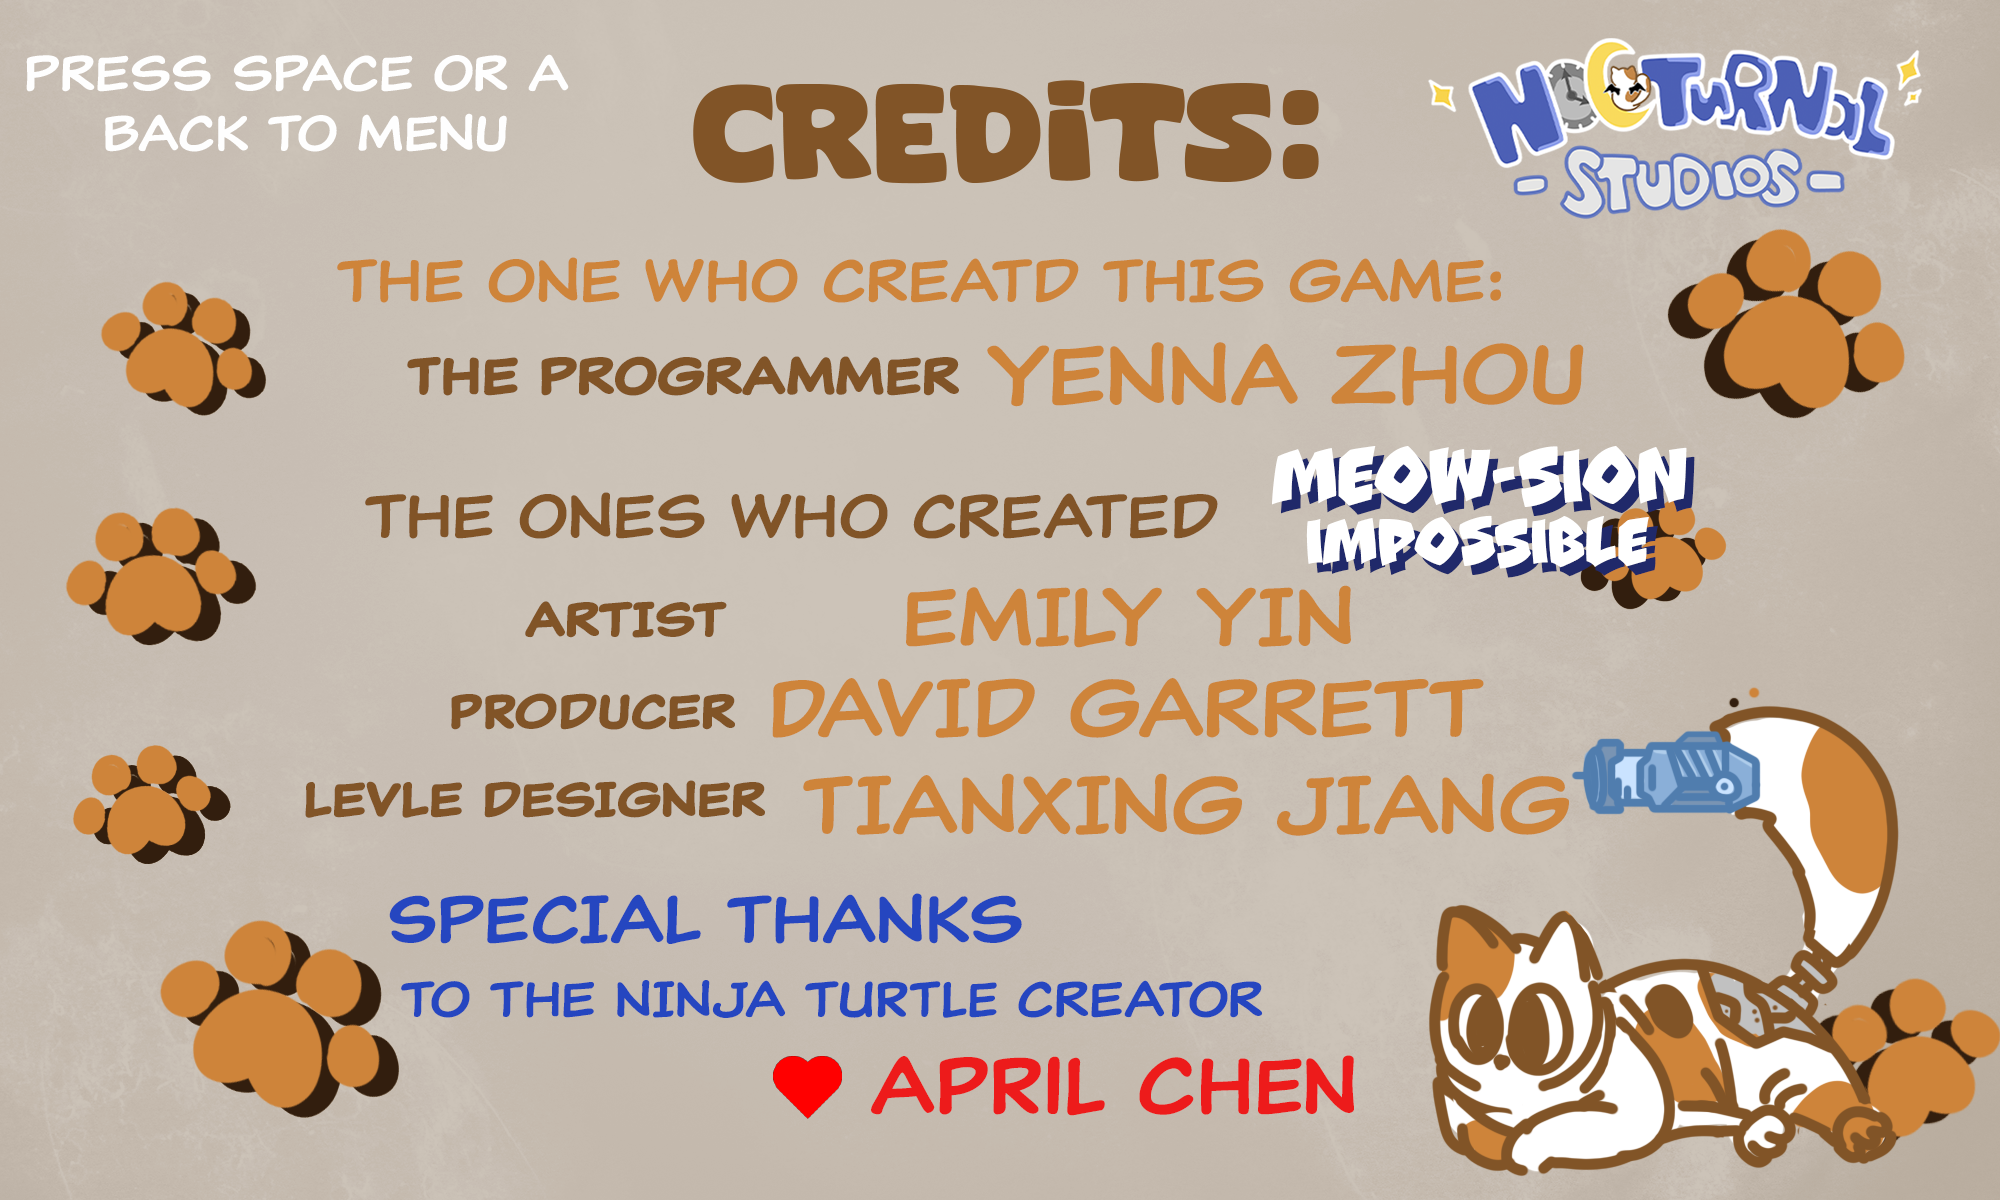 PRESS SPACE OR A
BACK TO MENU
CREDiTS:
NOCTURNAL
- STUDIOS -
THE ONE WHO CREATD THIS GAME:
THE PROGRAMMER YENNA ZHOU
THE ONES WHO CREATED
MEOW-SION
IMPOSSIBLE
ARTIST EMILY YIN
PRODUCER DAVID GARRETT
LEVLE DESIGNER TIANXING JIANG
SPECIAL THANKS
TO THE NINJA TURTLE CREATOR
♥ APRIL CHEN